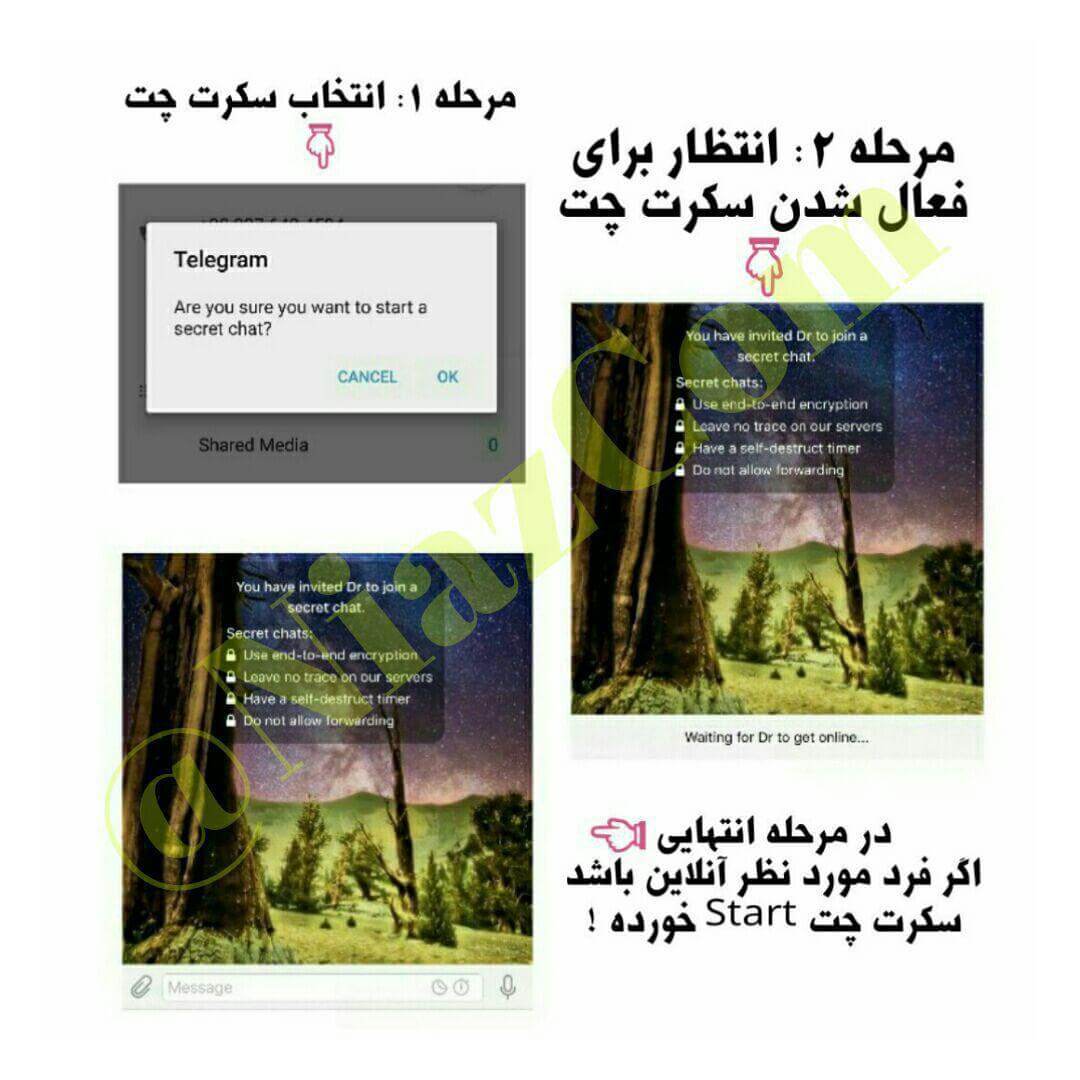 مرحله ۱: انتخاب سکرت چت
Telegram
Are you sure you want to start a
secret chat?
CANCEL OK
Shared Media 0
مرحله ۲: انتظار برای
فعال شدن سکرت چت
You have invited Dr to join a
secret chat.
Secret chats:
Use end-to-end encryption
Leave no trace on our servers
Have a self-destruct timer
Do not allow forwarding
Waiting for Dr to get online...
در مرحله انتهایی
اگر فرد مورد نظر آنلاین باشد
سکرت چت Start خورده !
You have invited Dr to join a
secret chat.
Secret chats:
Use end-to-end encryption
Leave no trace on our servers
Have a self-destruct timer
Do not allow forwarding
Message
@NiazCom